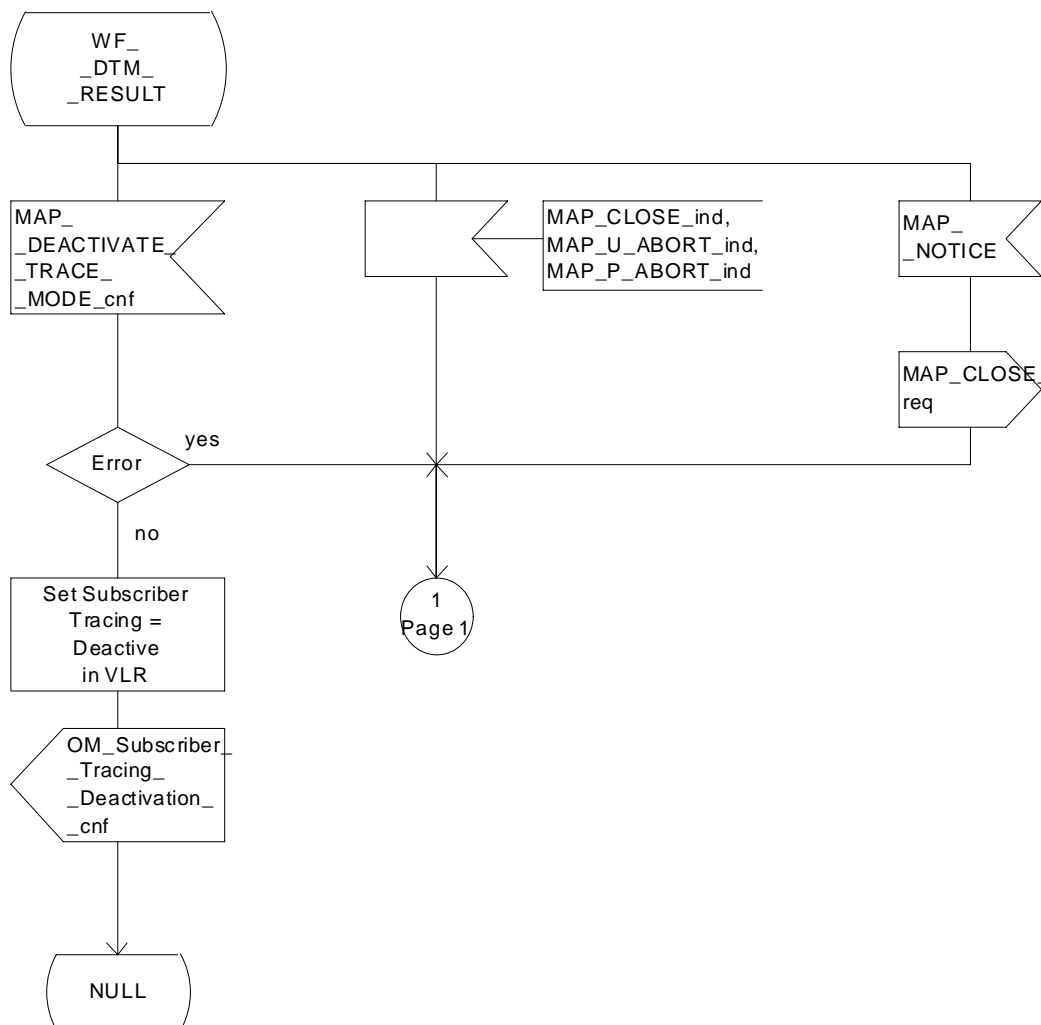 WF_
_DTM_
_RESULT
MAP_
_DEACTIVATE_
_TRACE_
_MODE_cnf
MAP_CLOSE_ind,
MAP_U_ABORT_ind,
MAP_P_ABORT_ind
MAP_
_NOTICE
MAP_CLOSE_
req
Error
yes
no
Set Subscriber
Tracing =
Deactive
in VLR
1
Page 1
OM_Subscriber_
_Tracing_
_Deactivation_
_cnf
NULL